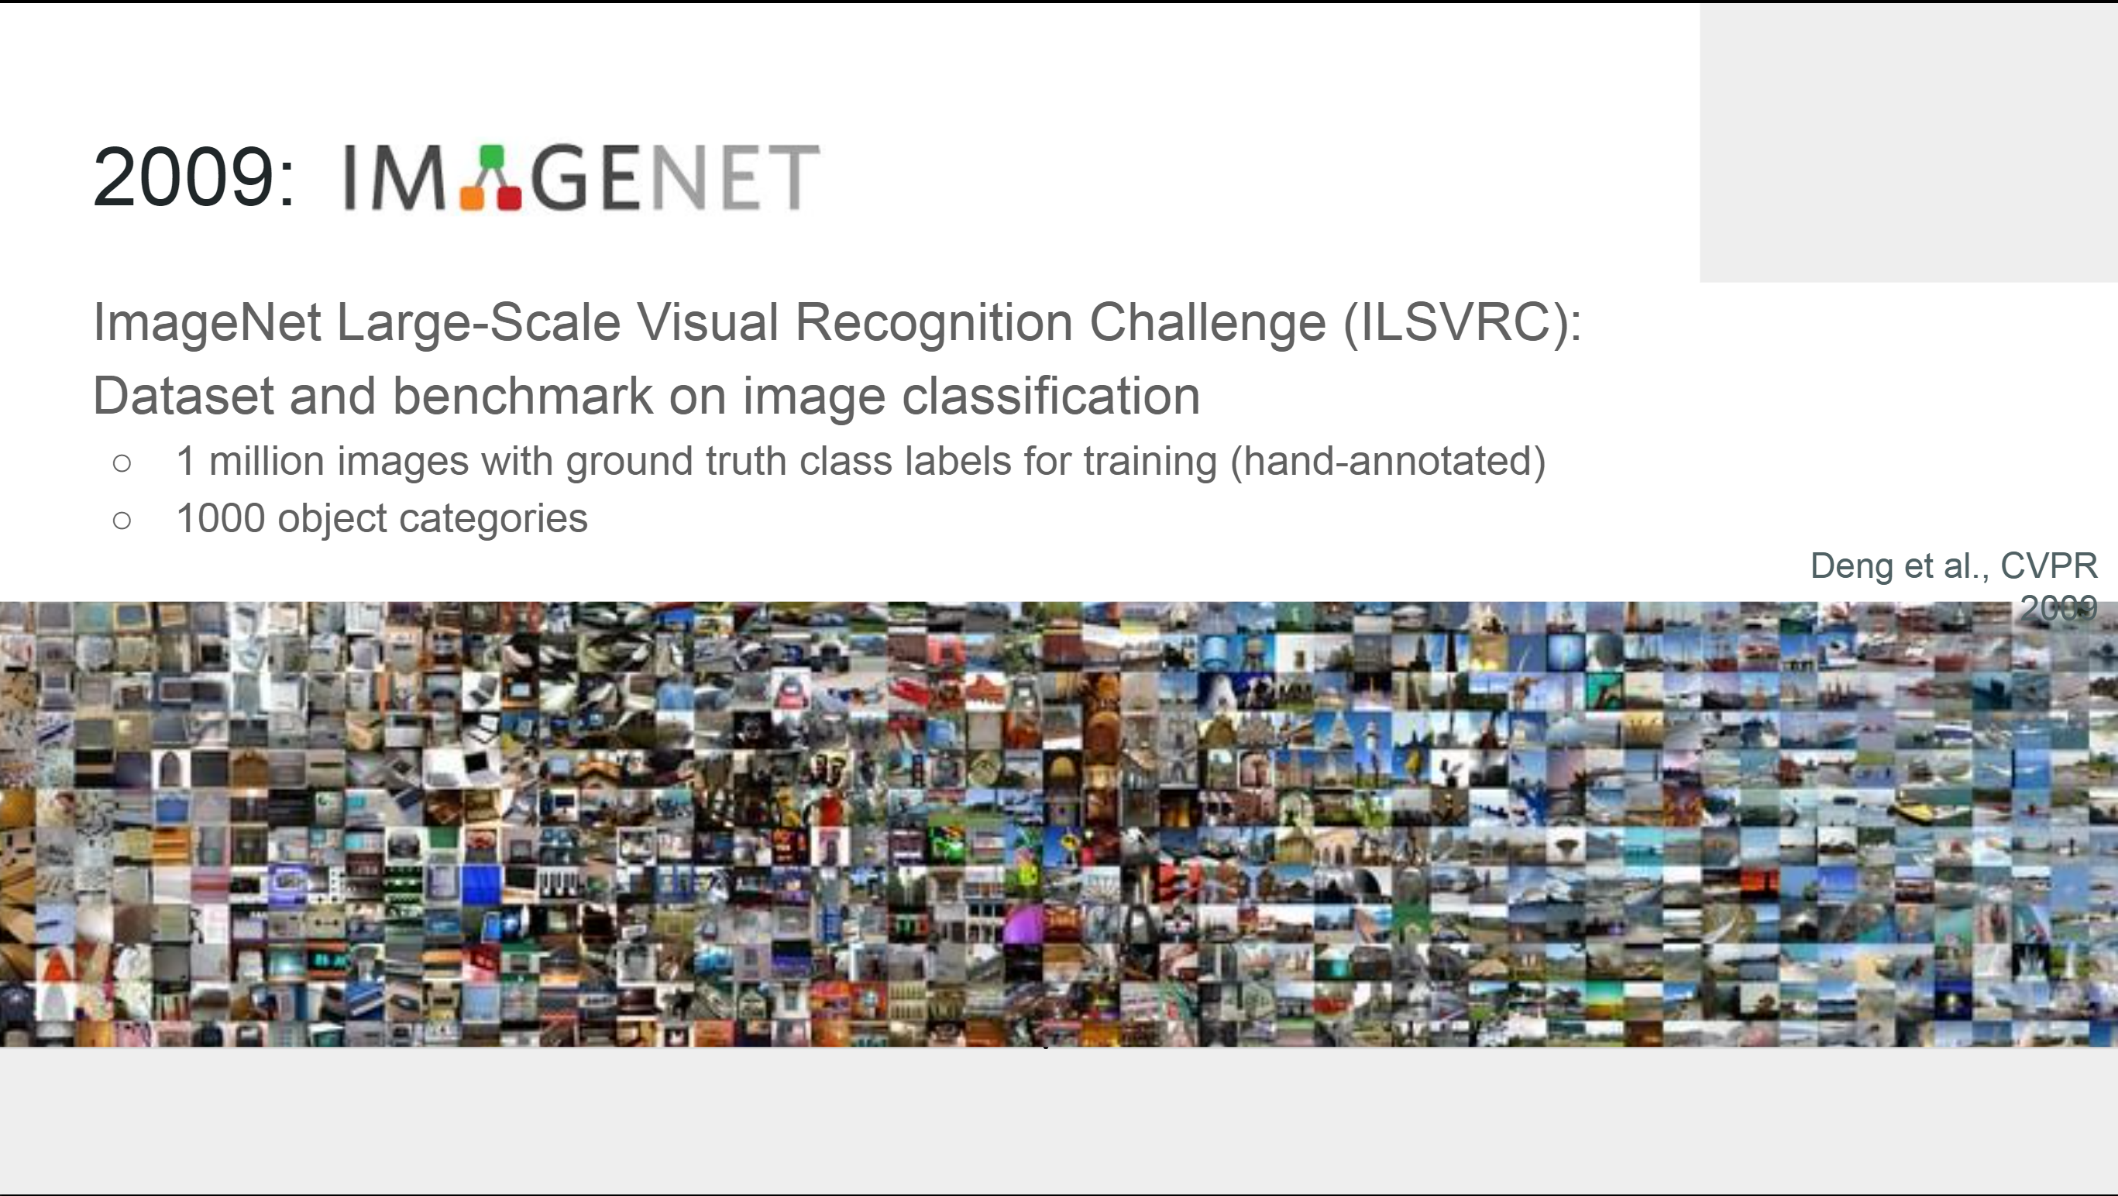 2009: IMAGENET
ImageNet Large-Scale Visual Recognition Challenge (ILSVRC):
Dataset and benchmark on image classification
○ 1 million images with ground truth class labels for training (hand-annotated)
○ 1000 object categories
Deng et al., CVPR
2009